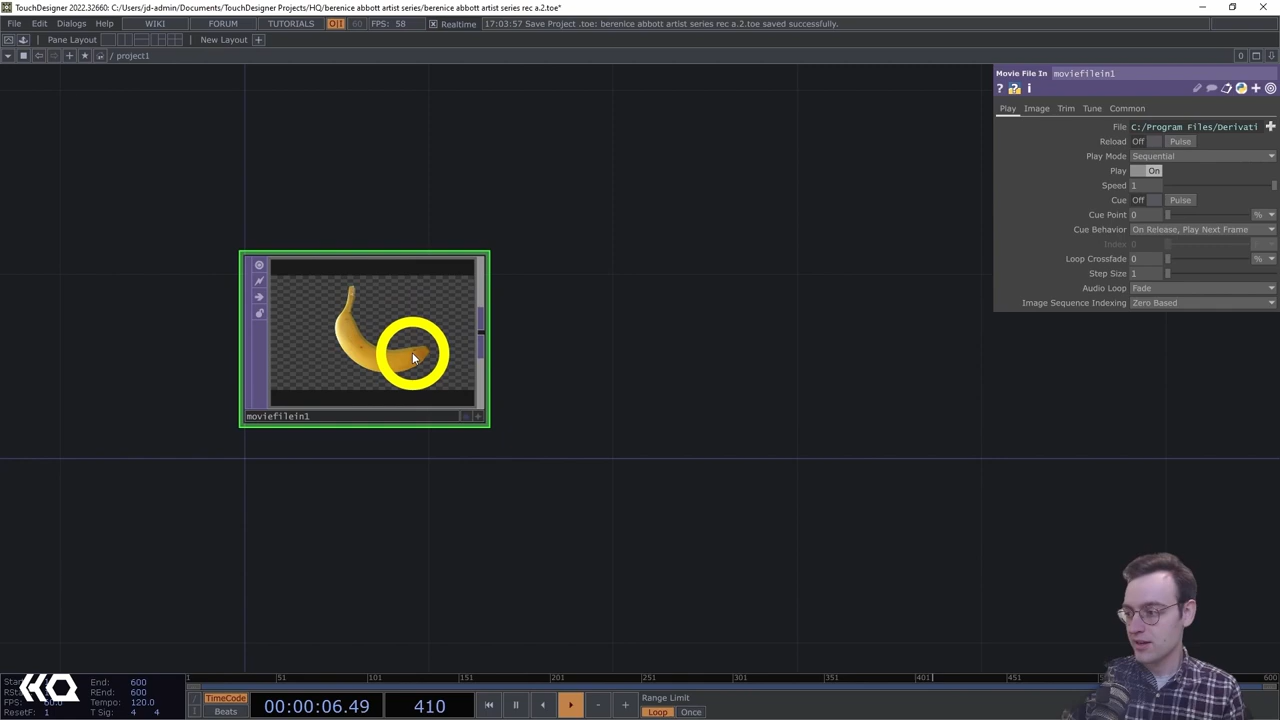 TouchDesigner 2022.32660: C:/Users/jd-admin/Documents/TouchDesigner Projects/HQ/berenice abbott artist series/berenice abbott artist series rec a.2.toe*
File Edit Dialogs Help WIKI FORUM TUTORIALS O|I 60 FPS: 58 Realtime 17:03:57 Save Project .toe: berenice abbott artist series rec a.2.toe saved successfully.
Pane Layout New Layout +
/ project1 0
Movie File In moviefilein1
? i
Play Image Trim Tune Common
File C:/Program Files/Derivati
Reload Off Pulse
Play Mode Sequential
Play On
Speed 1
Cue Off Pulse
Cue Point 0 %
Cue Behavior On Release, Play Next Frame
Index 0
Loop Crossfade 0 %
Step Size 1
Audio Loop Fade
Image Sequence Indexing Zero Based
moviefilein1
1 51 101 151 201 251 301 351 401 451 600
End: 600
REnd: 600
Tempo: 120.0
ResetF: 1 T Sig: 4 4
TimeCode
Beats
00:00:06.49
410
- +
Range Limit
Loop Once
HQ